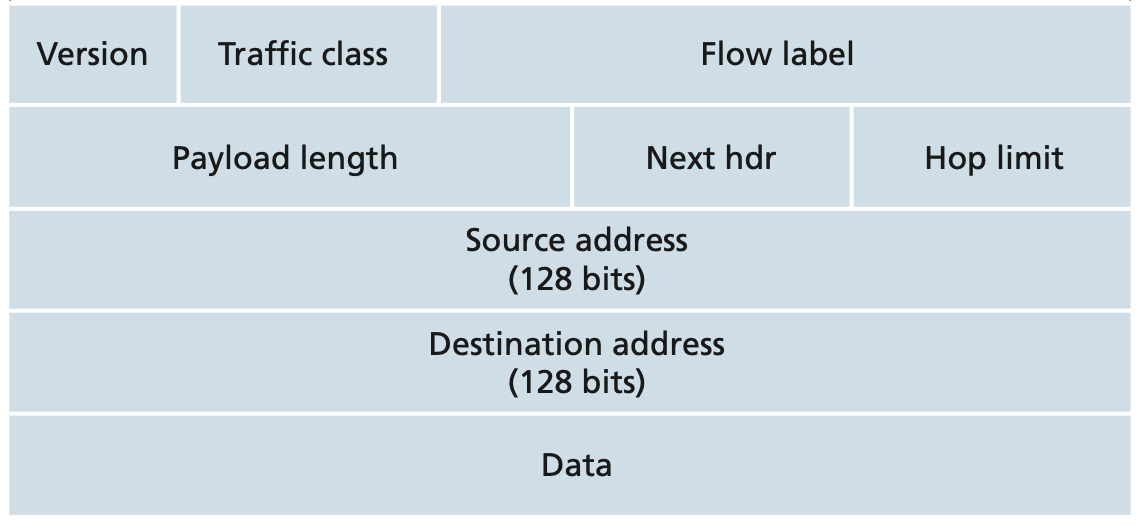 Version Traffic class Flow label
Payload length Next hdr Hop limit
Source address
(128 bits)
Destination address
(128 bits)
Data